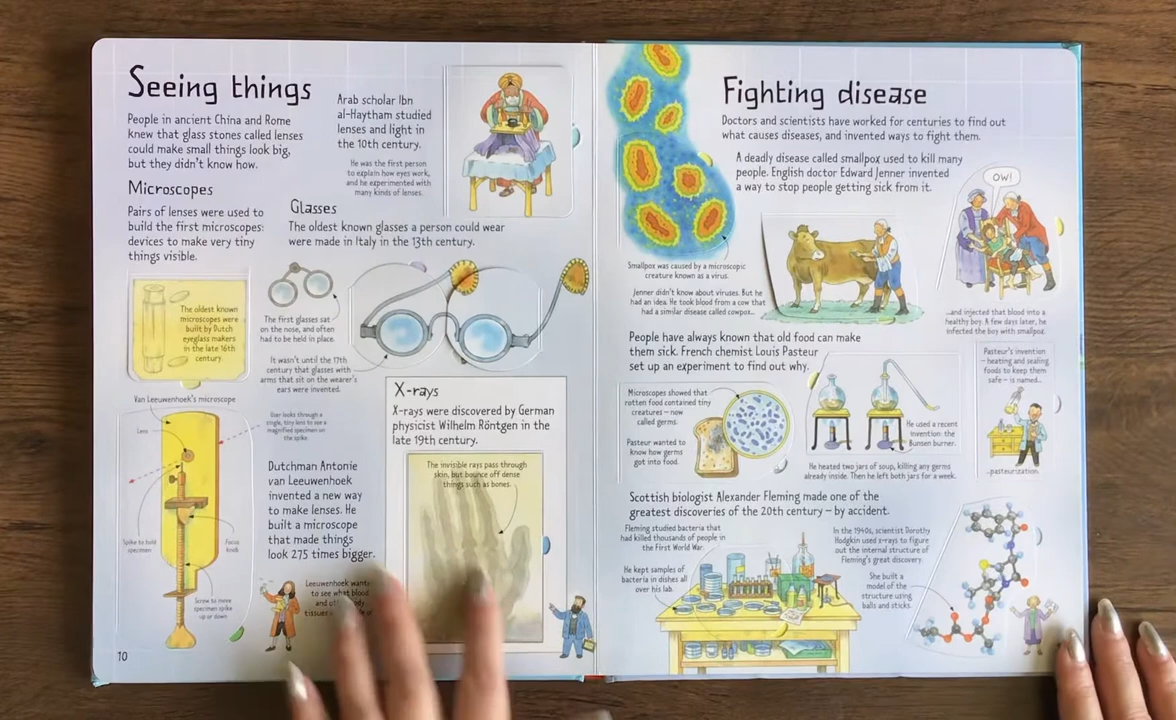 Seeing things
People in ancient China and Rome
knew that glass stones called lenses
could make small things look big,
but they didn't know how.
Arab scholar Ibn
al-Haytham studied
lenses and light in
the 10th century.
He was the first person
to explain how eyes work,
and he experimented with
many kinds of lenses.
Microscopes
Pairs of lenses were used to
build the first microscopes:
devices to make very tiny
things visible.
Glasses
The oldest known glasses a person could wear
were made in Italy in the 13th century.
The oldest known
microscopes were
built by Dutch
eyeglass makers
in the late 16th
century.
The first glasses sat
on the nose, and often
had to be held in place.
It wasn't until the 17th
century that glasses with
arms that sit on the wearer's
ears were invented.
Van Leeuwenhoek's microscope
User looks through a
single, tiny lens to see a
magnified specimen on
the spike.
Lens
Spike to hold
specimen
Focus
knob
Screw to move
specimen spike
up or down
Dutchman Antonie
van Leeuwenhoek
invented a new way
to make lenses. He
built a microscope
that made things
look 275 times bigger.
Leeuwenhoek want
to see what blood
and ot
tissues
X-rays
X-rays were discovered by German
physicist Wilhelm Röntgen in the
late 19th century.
The invisible rays pass through
skin, but bounce off dense
things such as bones.
10
Fighting disease
Doctors and scientists have worked for centuries to find out
what causes diseases, and invented ways to fight them.
A deadly disease called smallpox used to kill many
people. English doctor Edward Jenner invented
a way to stop people getting sick from it.
OW!
Smallpox was caused by a microscopic
creature known as a virus.
Jenner didn't know about viruses. But he
had an idea. He took blood from a cow that
had a similar disease called cowpox...
...and injected that blood into a
healthy boy. A few days later, he
infected the boy with smallpox.
People have always known that old food can make
them sick. French chemist Louis Pasteur
set up an experiment to find out why.
Microscopes showed that
rotten food contained tiny
creatures – now
called germs.
Pasteur wanted to
know how germs
got into food.
He used a recent
invention: the
Bunsen burner.
He heated two jars of soup, killing any germs
already inside. Then he left both jars for a week.
Pasteur's invention
– heating and sealing
foods to keep them
safe – is named...
...pasteurization.
Scottish biologist Alexander Fleming made one of the
greatest discoveries of the 20th century – by accident.
Fleming studied bacteria that
had killed thousands of people in
the First World War.
He kept samples of
bacteria in dishes all
over his lab.
In the 1940s, scientist Dorothy
Hodgkin used x-rays to figure
out the internal structure of
Fleming's great discovery.
She built a
model of the
structure using
balls and sticks.